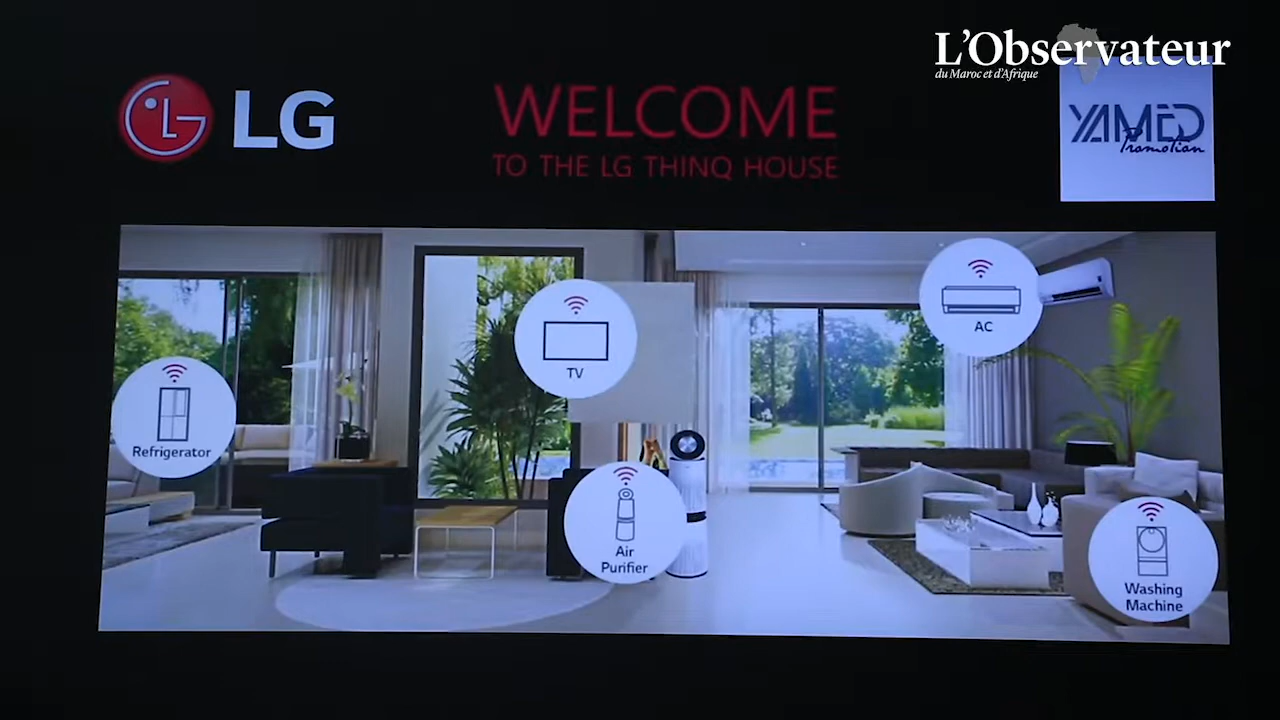 L'Observateur
du Maroc et d'Afrique
LG
WELCOME
TO THE LG THINQ HOUSE
YAMED
Promotion
Refrigerator
TV
AC
Air
Purifier
Washing
Machine